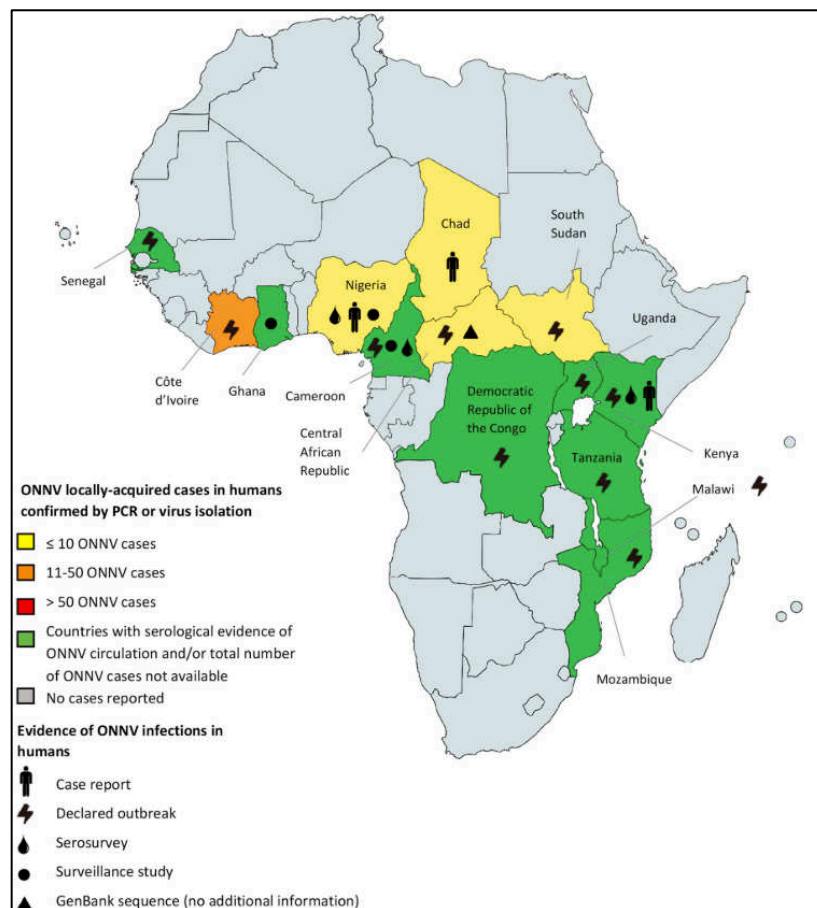 Chad
South
Sudan
Senegal
Nigeria
Uganda
Côte
d’Ivoire
Ghana
Cameroon
Central
African
Republic
Democratic
Republic of
the Congo
Kenya
Tanzania
Malawi
Mozambique
ONNV locally-acquired cases in humans
confirmed by PCR or virus isolation
≤ 10 ONNV cases
11-50 ONNV cases
> 50 ONNV cases
Countries with serological evidence of
ONNV circulation and/or total number
of ONNV cases not available
No cases reported
Evidence of ONNV infections in
humans
Case report
Declared outbreak
Serosurvey
Surveillance study
GenBank sequence (no additional information)